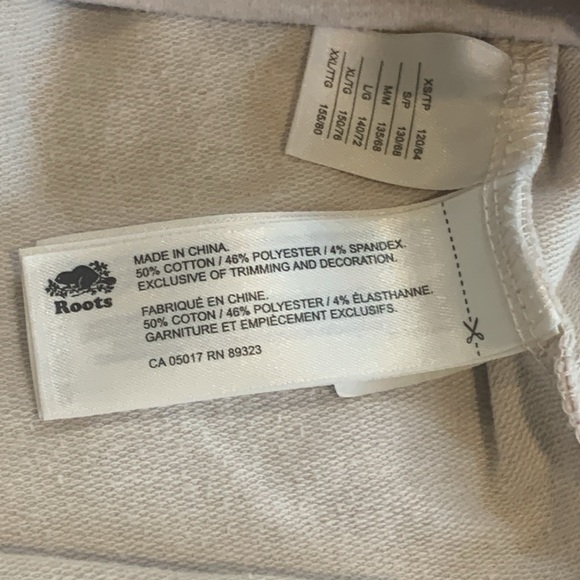 XS/TP 120/64
S/P 130/68
M/M 135/68
L/G 140/72
XL/TG 150/76
XXL/TTG 155/80
Roots
MADE IN CHINA.
50% COTTON / 46% POLYESTER / 4% SPANDEX.
EXCLUSIVE OF TRIMMING AND DECORATION.
FABRIQUÉ EN CHINE.
50% COTON / 46% POLYESTER / 4% ÉLASTHANNE.
GARNITURE ET EMPIÈCEMENT EXCLUSIFS.
CA 05017 RN 89323